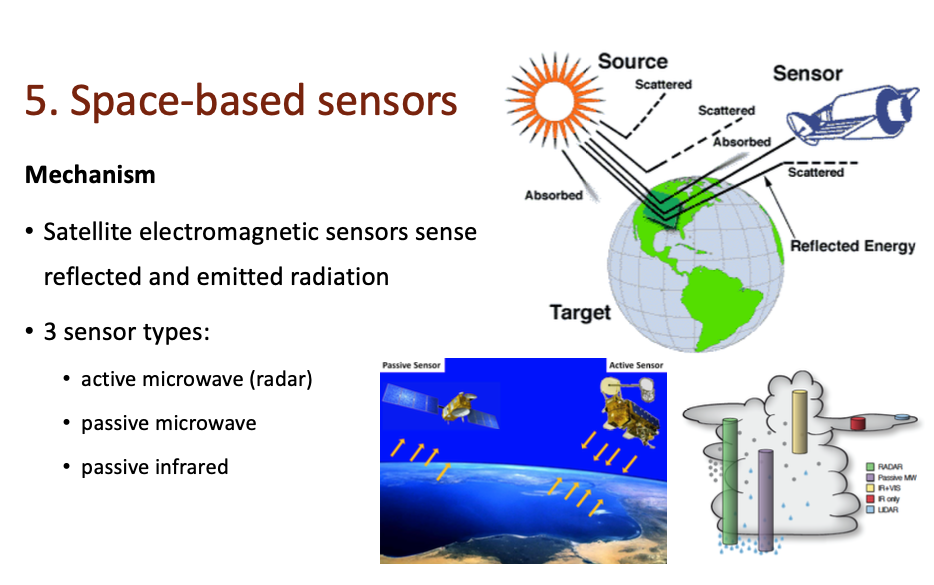 5. Space-based sensors
Mechanism
• Satellite electromagnetic sensors sense
reflected and emitted radiation
• 3 sensor types:
• active microwave (radar)
• passive microwave
• passive infrared
Source
Scattered
Sensor
Scattered
Absorbed
Scattered
Absorbed
Reflected Energy
Target
Passive Sensor
Active Sensor
RADAR
Passive MW
IR+VIS
IR only
LIDAR